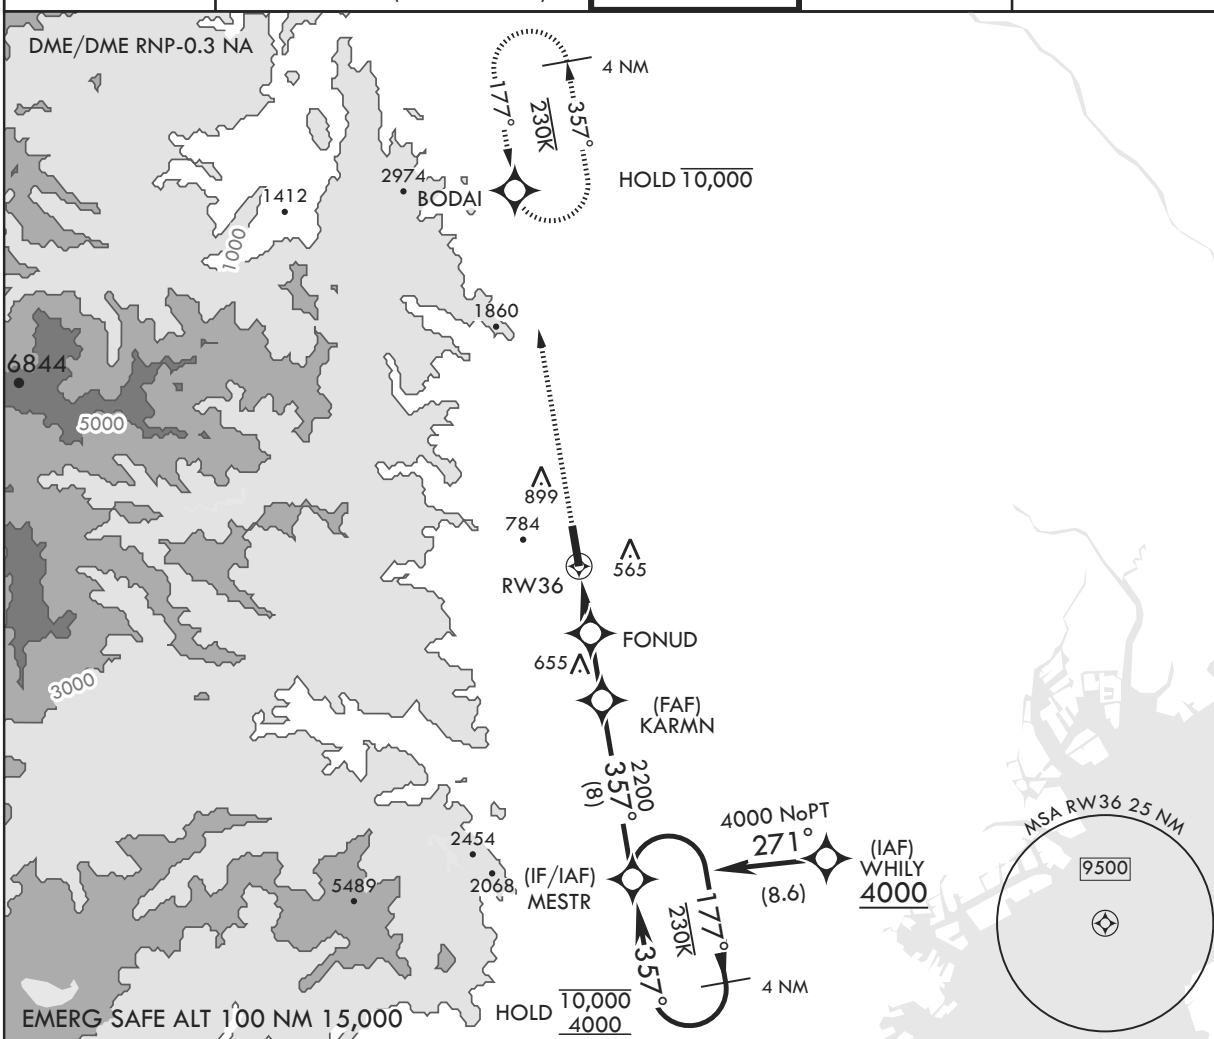 DME/DME RNP-0.3 NA
4 NM
177°
230K
357°
HOLD 10,000
2974
BODAI
1412
1000
1860
6844
5000
899
784
565
RW36
FONUD
655
(FAF)
KARMN
3000
2200
357°
(8)
4000 NoPT
271°
(8.6)
(IAF)
WHILY
4000
MSA RW36 25 NM
9500
2454
2068
5489
(IF/IAF)
MESTR
177°
230K
357°
4 NM
HOLD 10,000
4000
EMERG SAFE ALT 100 NM 15,000